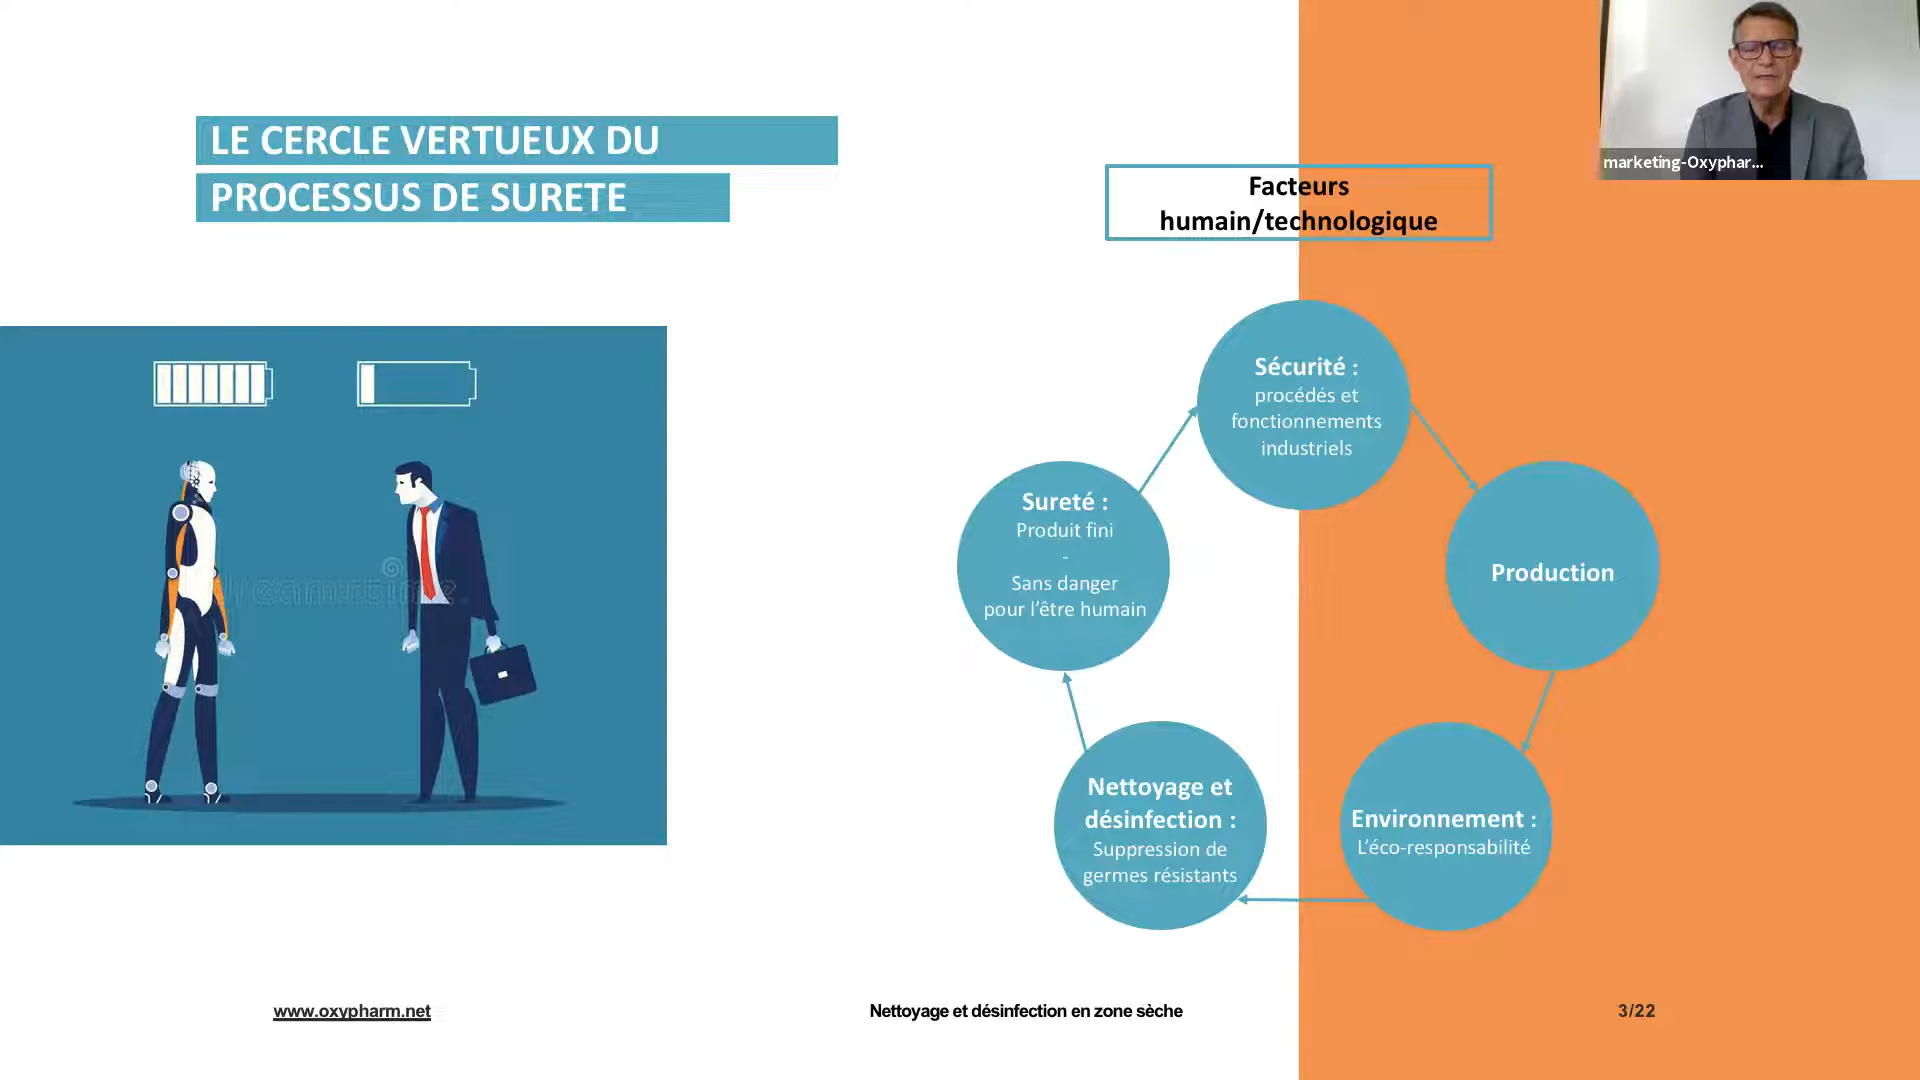 LE CERCLE VERTUEUX DU
PROCESSUS DE SURETE
marketing-Oxyphar...
Facteurs
humain/technologique
Sécurité :
procédés et
fonctionnements
industriels
Production
Environnement :
L'éco-responsabilité
Nettoyage et
désinfection :
Suppression de
germes résistants
Sureté :
Produit fini
-
Sans danger
pour l'être humain
www.oxypharm.net
Nettoyage et désinfection en zone sèche
3/22